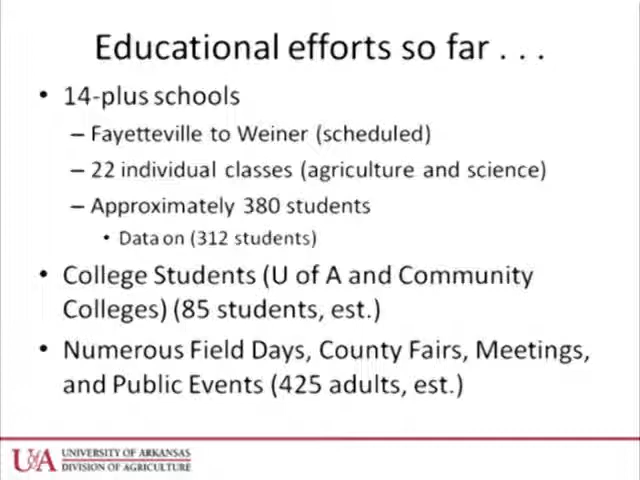 Educational efforts so far . . .
• 14-plus schools
– Fayetteville to Weiner (scheduled)
– 22 individual classes (agriculture and science)
– Approximately 380 students
• Data on (312 students)
• College Students (U of A and Community
Colleges) (85 students, est.)
• Numerous Field Days, County Fairs, Meetings,
and Public Events (425 adults, est.)
UofA UNIVERSITY OF ARKANSAS
DIVISION OF AGRICULTURE